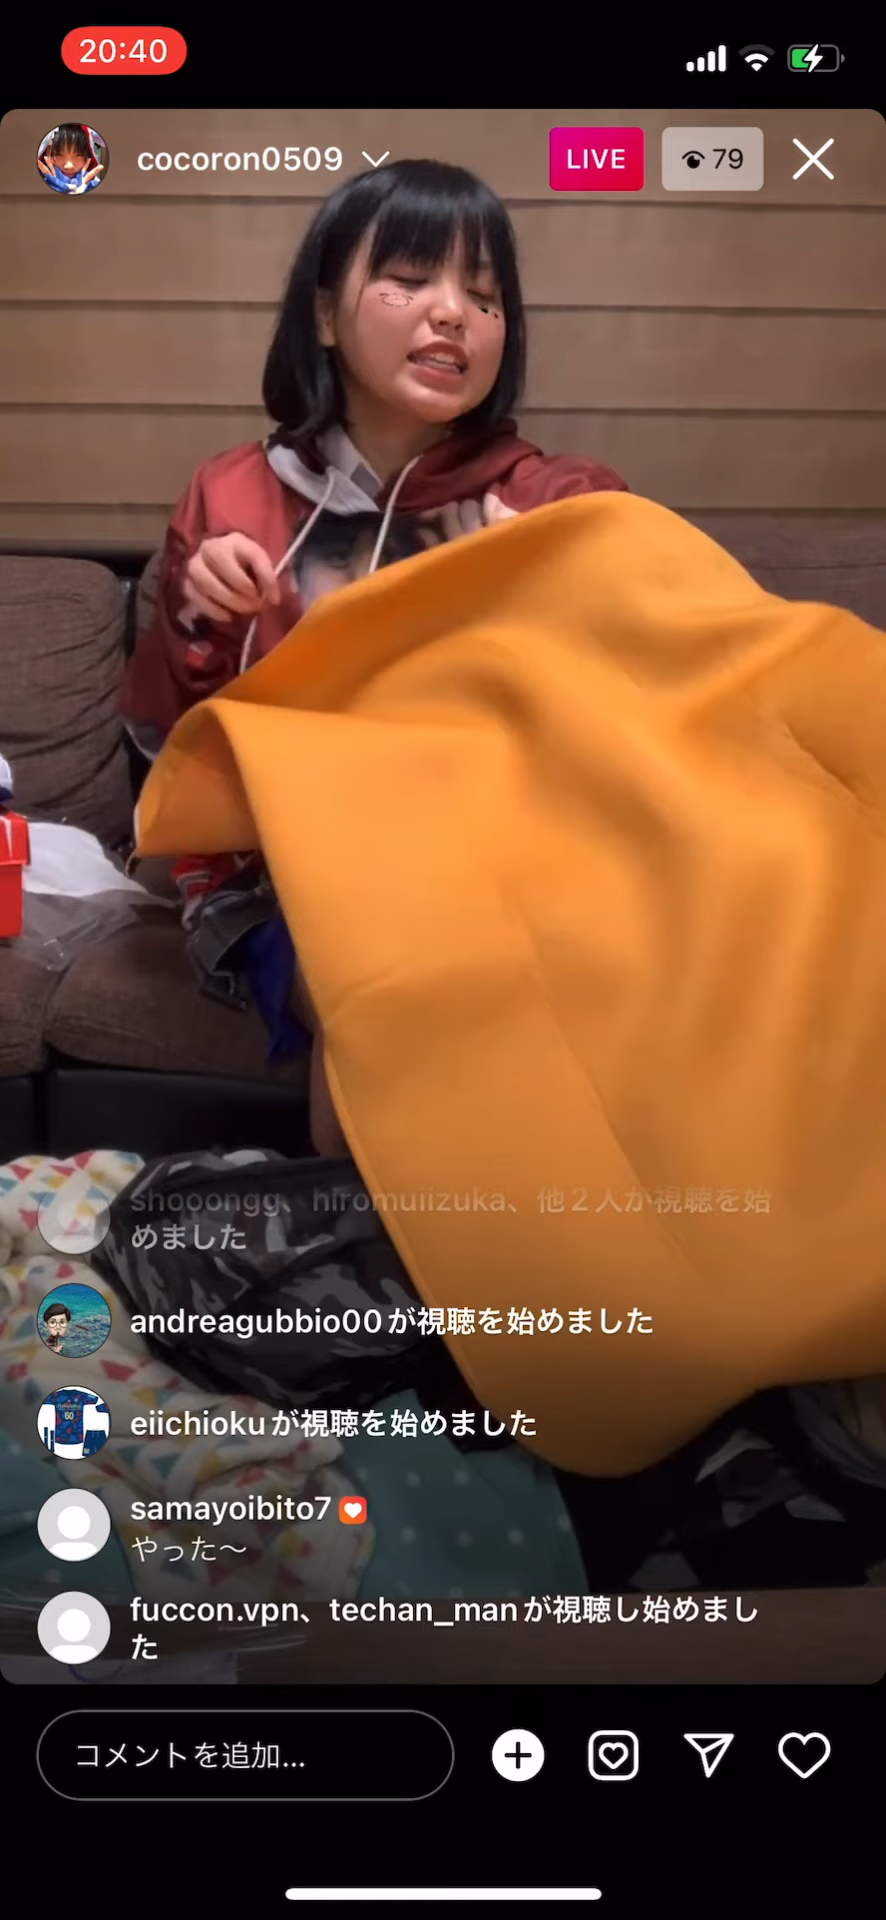 20:40
cocoron0509
LIVE
79
shooongg、hiromuiizuka、他2人が視聴を始
めました
andreagubbio00が視聴を始めました
eiichiokuが視聴を始めました
samayoibito7
やった〜
fuccon.vpn、techan_manが視聴し始めまし
た
コメントを追加...